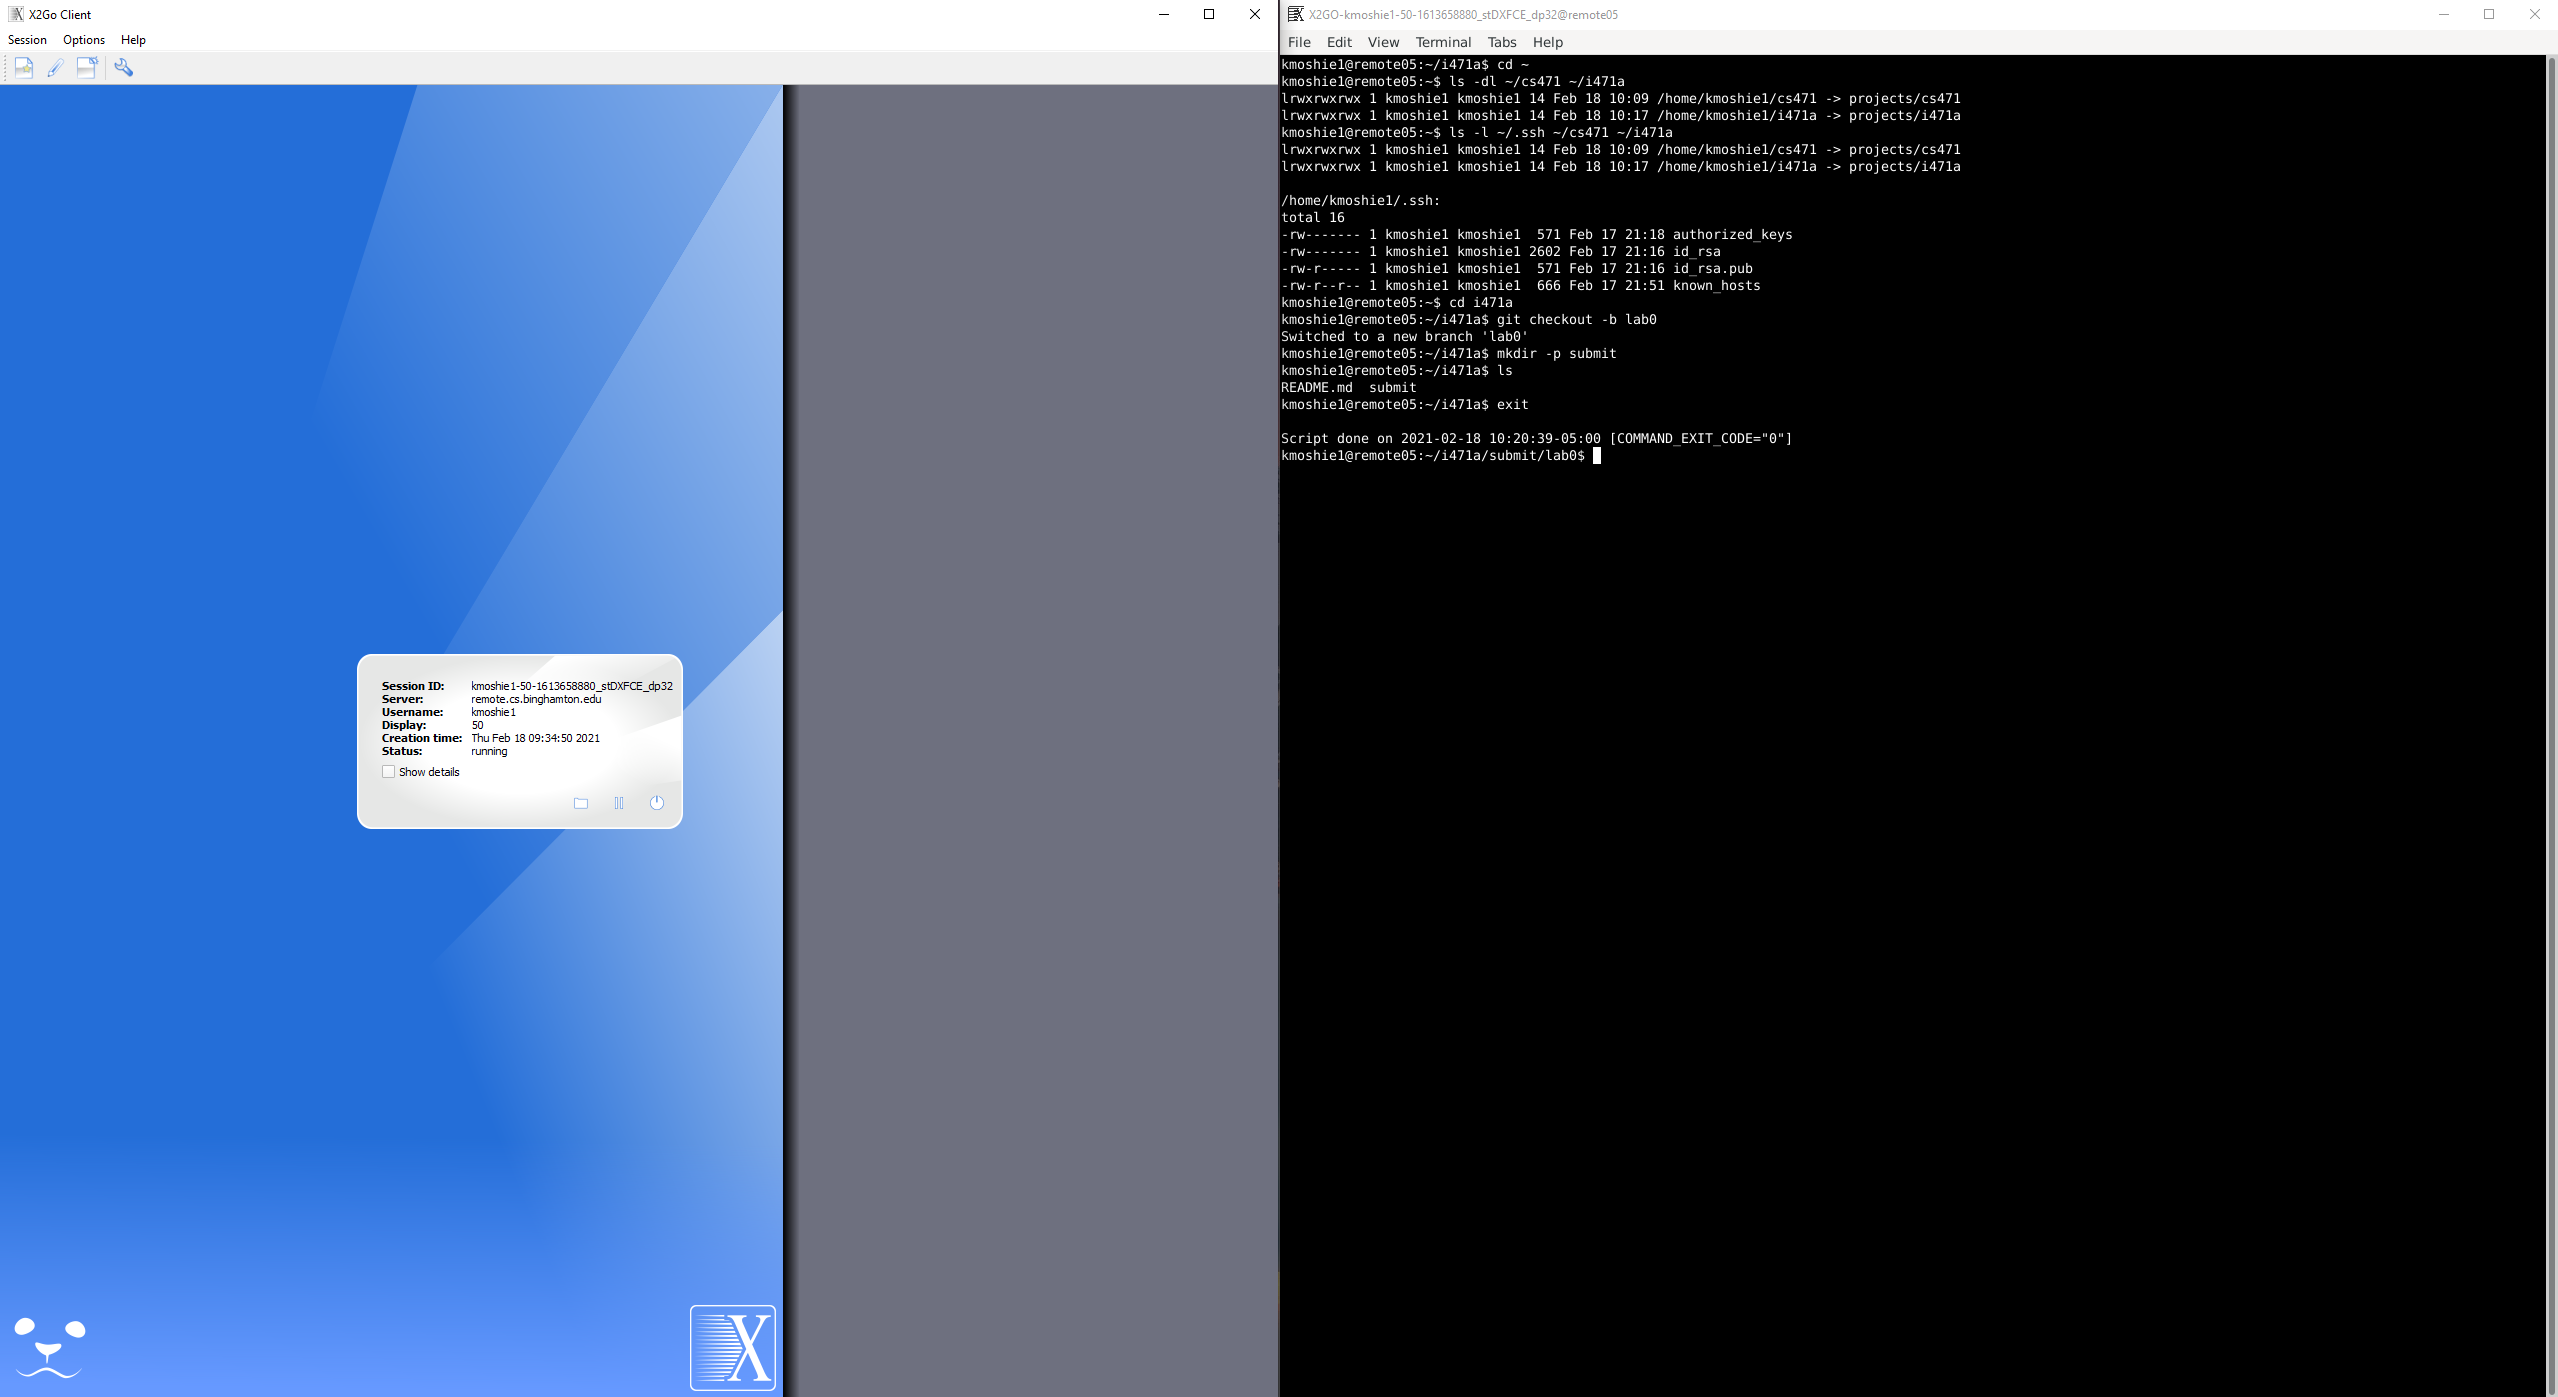 X2Go Client
Session Options Help
Session ID: kmoshie1-50-1613658880_stDXFCE_dp32
Server: remote.cs.binghamton.edu
Username: kmoshie1
Display: 50
Creation time: Thu Feb 18 09:34:50 2021
Status: running
Show details
X
X2GO-kmoshie1-50-1613658880_stDXFCE_dp32@remote05
File Edit View Terminal Tabs Help
kmoshie1@remote05:~/i471a$ cd ~
kmoshie1@remote05:~$ ls -dl ~/cs471 ~/i471a
lrwxrwxrwx 1 kmoshie1 kmoshie1 14 Feb 18 10:09 /home/kmoshie1/cs471 -> projects/cs471
lrwxrwxrwx 1 kmoshie1 kmoshie1 14 Feb 18 10:17 /home/kmoshie1/i471a -> projects/i471a
kmoshie1@remote05:~$ ls -l ~/.ssh ~/cs471 ~/i471a
lrwxrwxrwx 1 kmoshie1 kmoshie1 14 Feb 18 10:09 /home/kmoshie1/cs471 -> projects/cs471
lrwxrwxrwx 1 kmoshie1 kmoshie1 14 Feb 18 10:17 /home/kmoshie1/i471a -> projects/i471a
/home/kmoshie1/.ssh:
total 16
-rw------- 1 kmoshie1 kmoshie1  571 Feb 17 21:18 authorized_keys
-rw------- 1 kmoshie1 kmoshie1 2602 Feb 17 21:16 id_rsa
-rw-r----- 1 kmoshie1 kmoshie1  571 Feb 17 21:16 id_rsa.pub
-rw-r--r-- 1 kmoshie1 kmoshie1  666 Feb 17 21:51 known_hosts
kmoshie1@remote05:~$ cd i471a
kmoshie1@remote05:~/i471a$ git checkout -b lab0
Switched to a new branch 'lab0'
kmoshie1@remote05:~/i471a$ mkdir -p submit
kmoshie1@remote05:~/i471a$ ls
README.md  submit
kmoshie1@remote05:~/i471a$ exit
Script done on 2021-02-18 10:20:39-05:00 [COMMAND_EXIT_CODE="0"]
kmoshie1@remote05:~/i471a/submit/lab0$